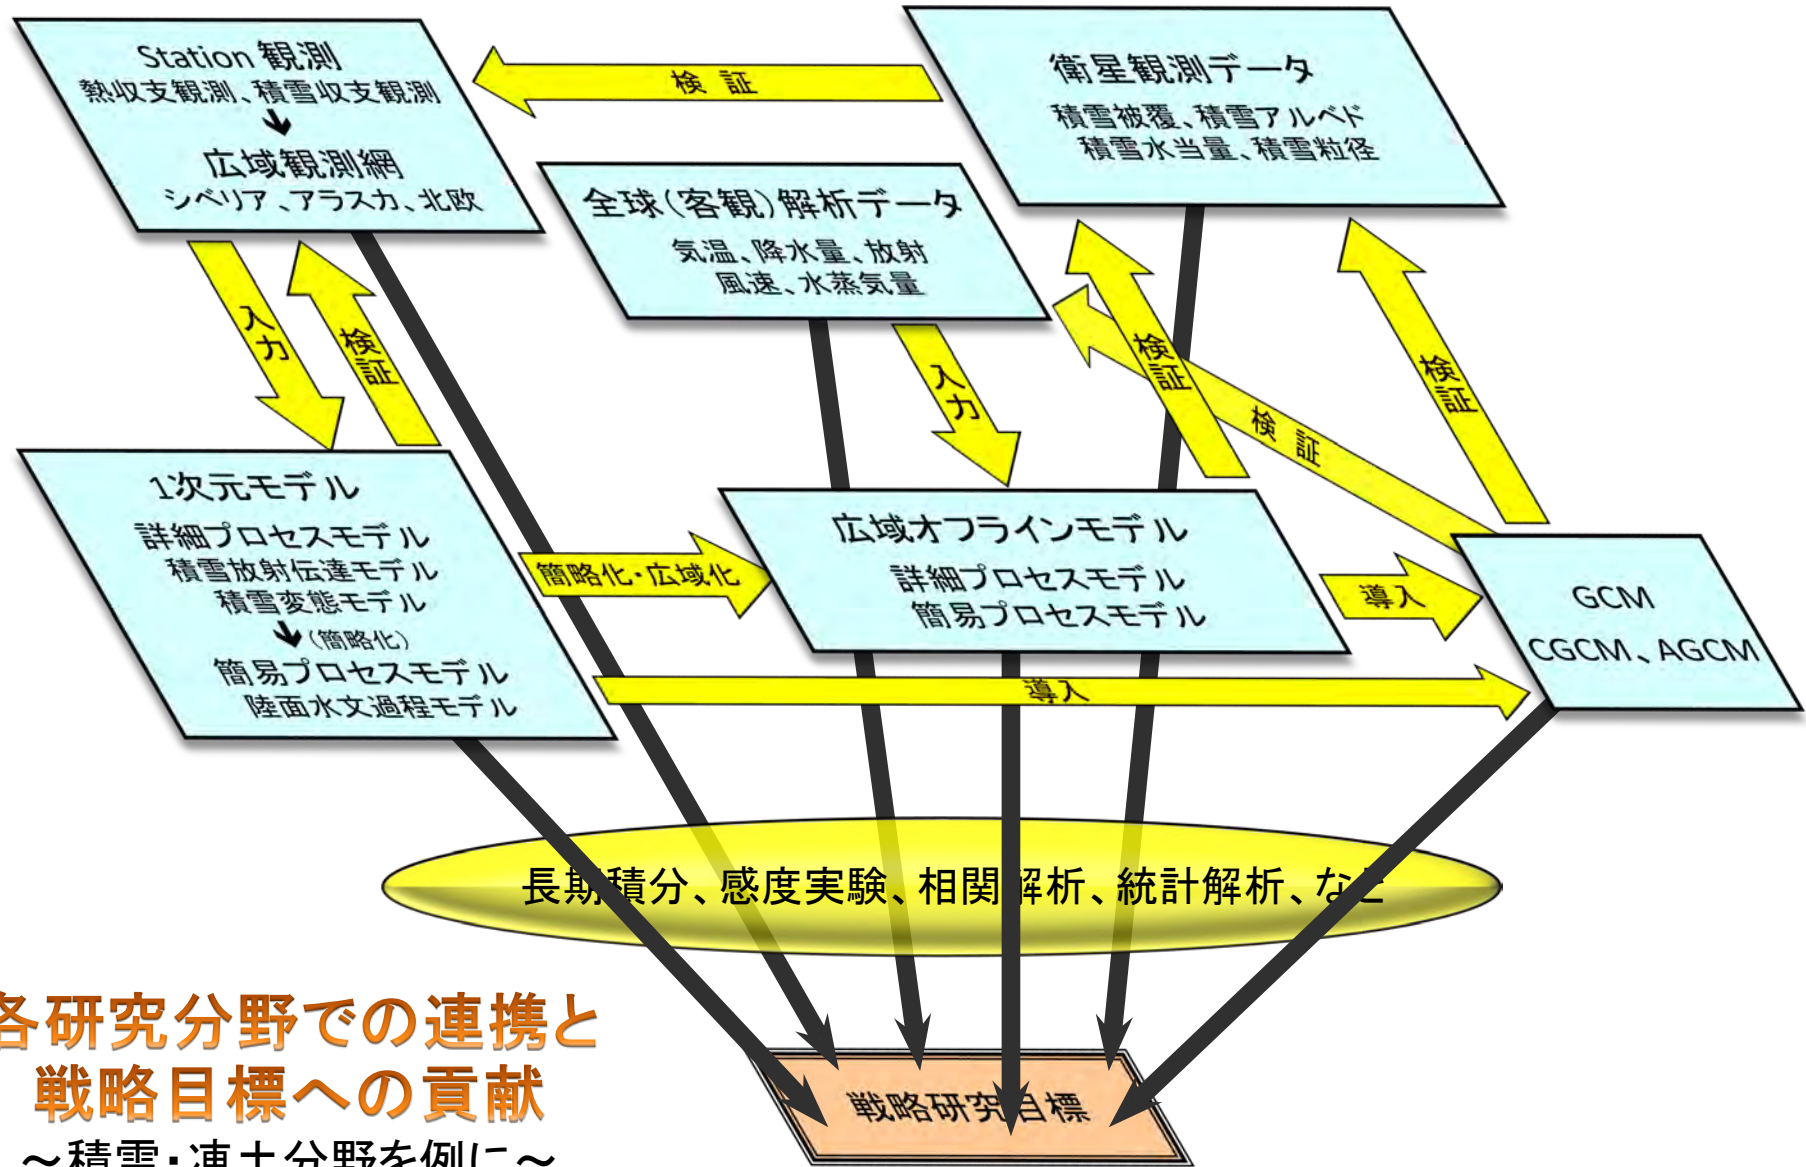 Station 観測
熱収支観測、積雪収支観測
広域観測網
シベリア、アラスカ、北欧
検 証
衛星観測データ
積雪被覆、積雪アルベド
積雪水当量、積雪粒径
全球(客観)解析データ
気温、降水量、放射
風速、水蒸気量
入力
検証
入力
検証
検 証
検証
1次元モデル
詳細プロセスモデル
積雪放射伝達モデル
積雪変態モデル
(簡略化)
簡易プロセスモデル
陸面水文過程モデル
簡略化・広域化
広域オフラインモデル
詳細プロセスモデル
簡易プロセスモデル
導入
GCM
CGCM、AGCM
導入
長期積分、感度実験、相関解析、統計解析、など
各研究分野での連携と
戦略目標への貢献
～積雪・凍土分野を例に～
戦略研究目標